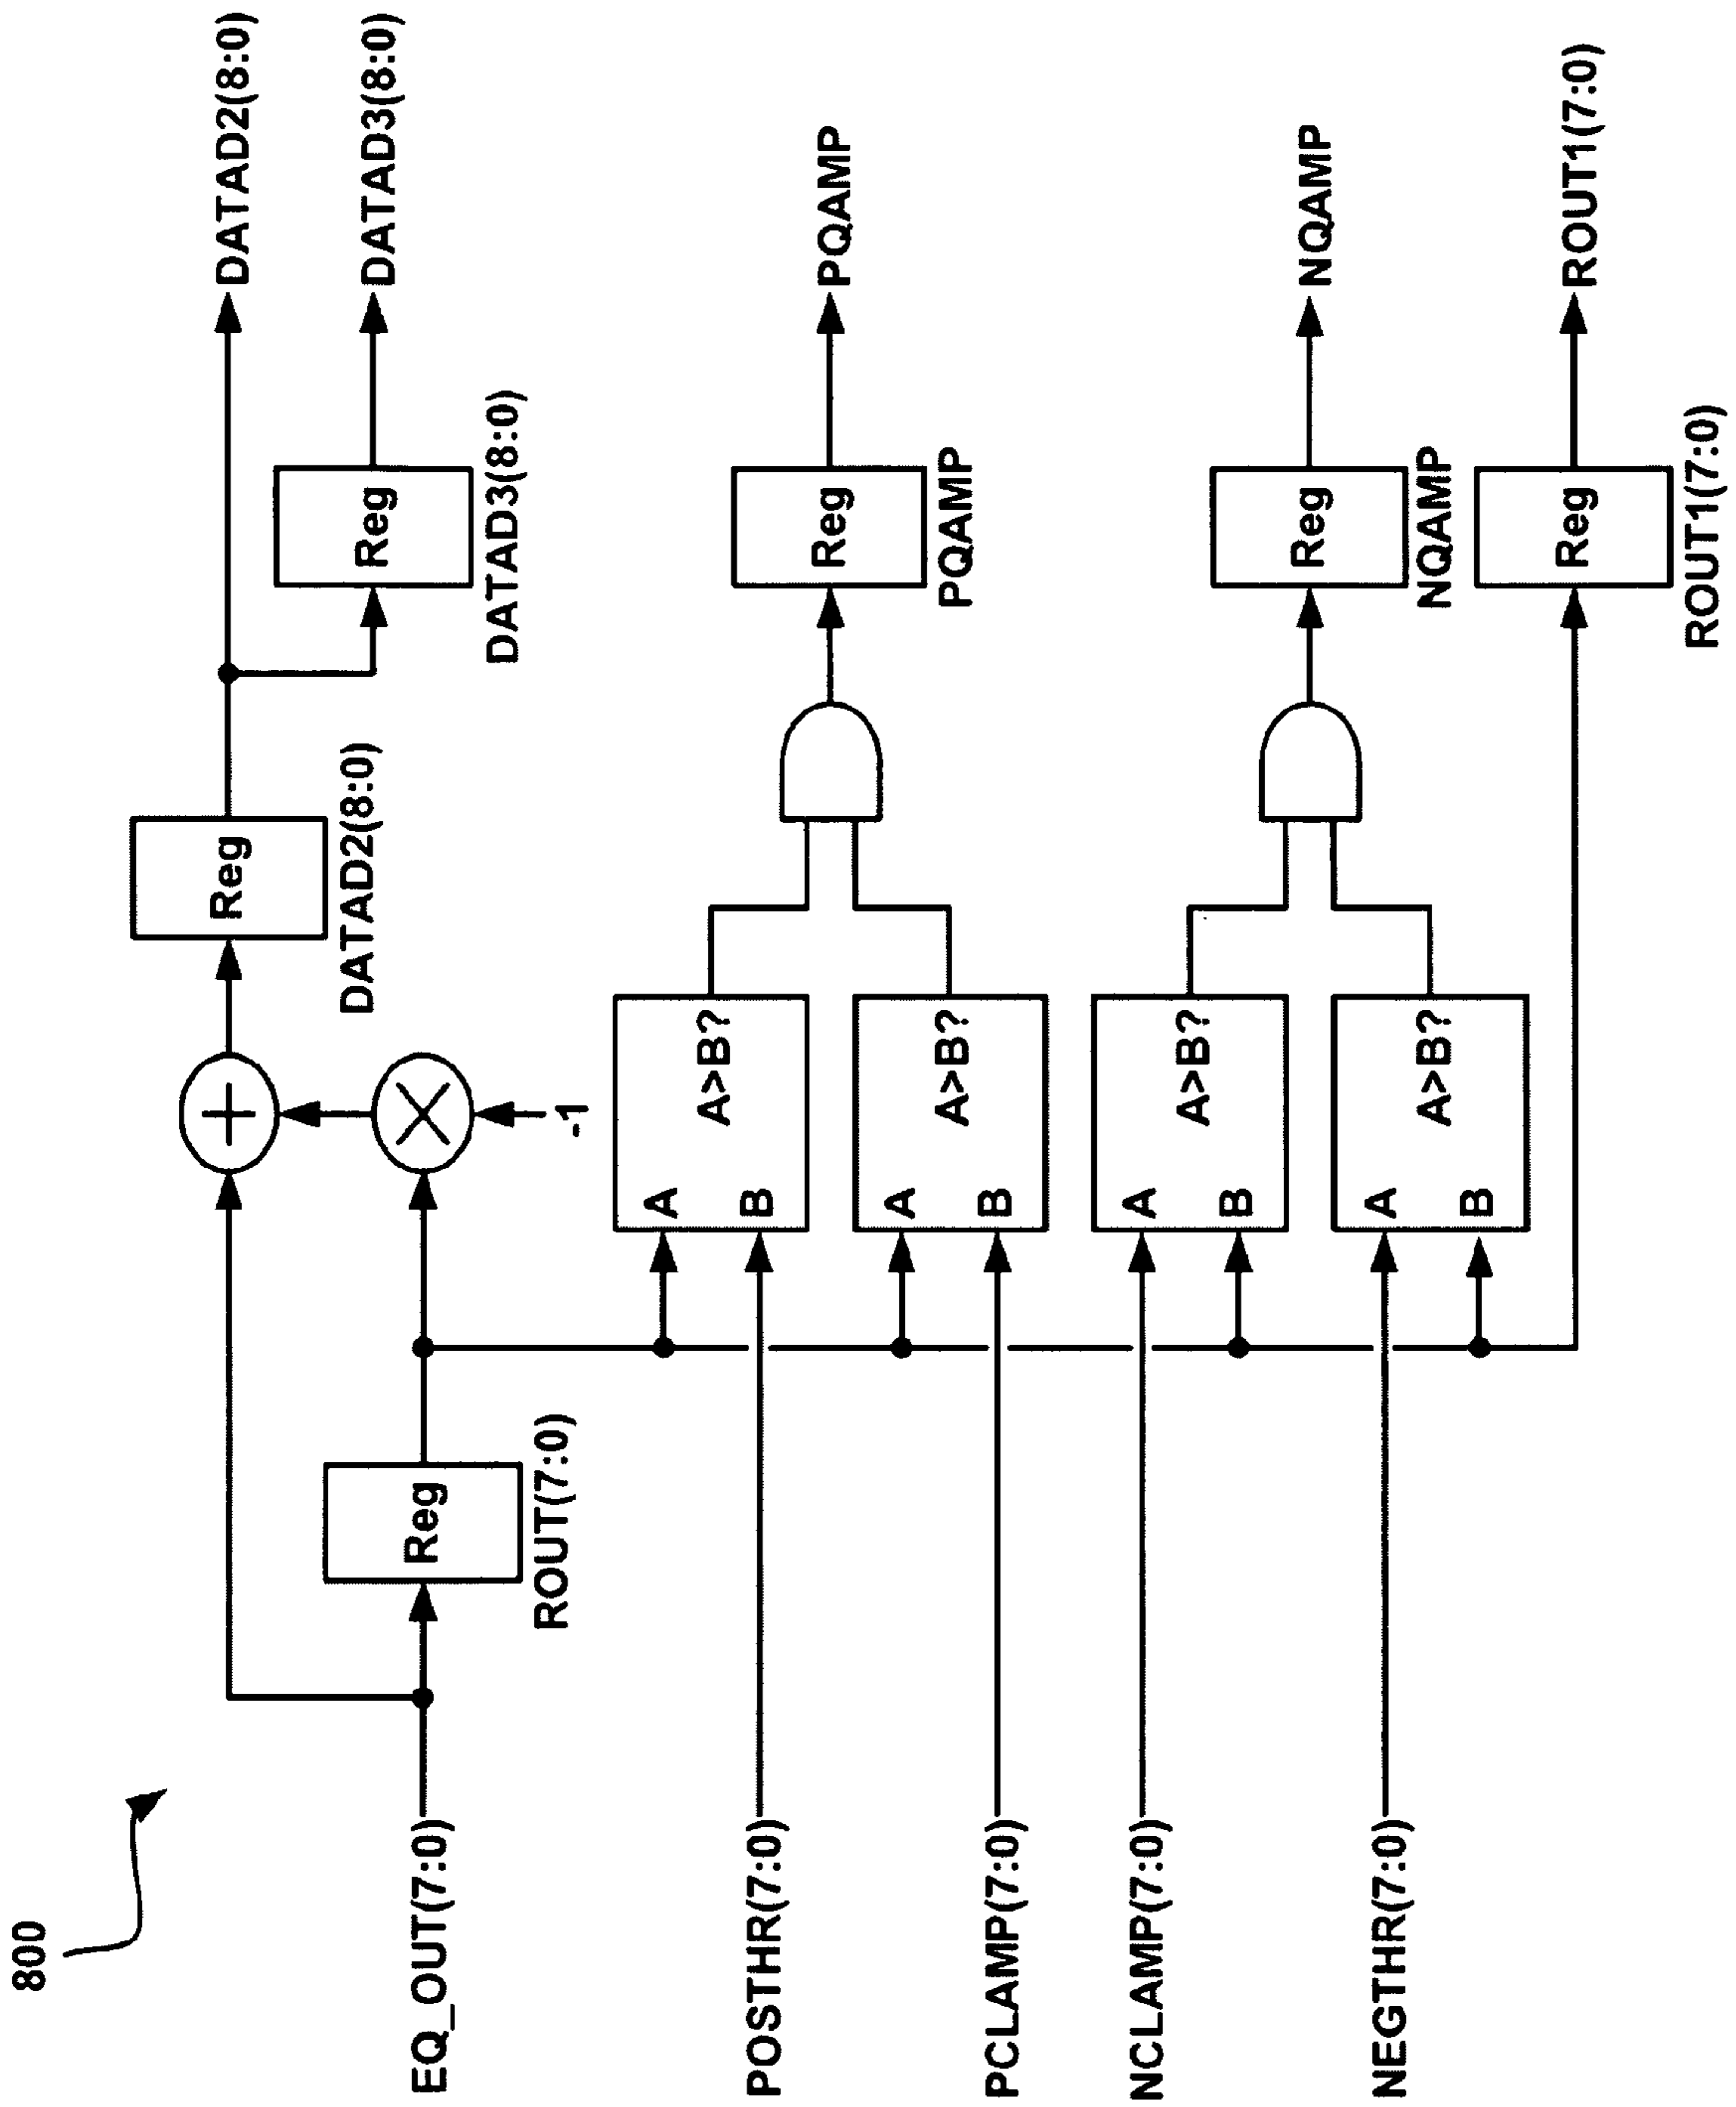 800
EQ_OUT(7:0)
Reg
ROUT(7:0)
-1
Reg
DATAD2(8:0)
DATAD2(8:0)
Reg
DATAD3(8:0)
DATAD3(8:0)
POSTHR(7:0)
A
B
A>B?
PCLAMP(7:0)
A
B
A>B?
Reg
PQAMP
PQAMP
NCLAMP(7:0)
A
B
A>B?
NEGTHR(7:0)
A
B
A>B?
Reg
NQAMP
NQAMP
Reg
ROUT1(7:0)
ROUT1(7:0)